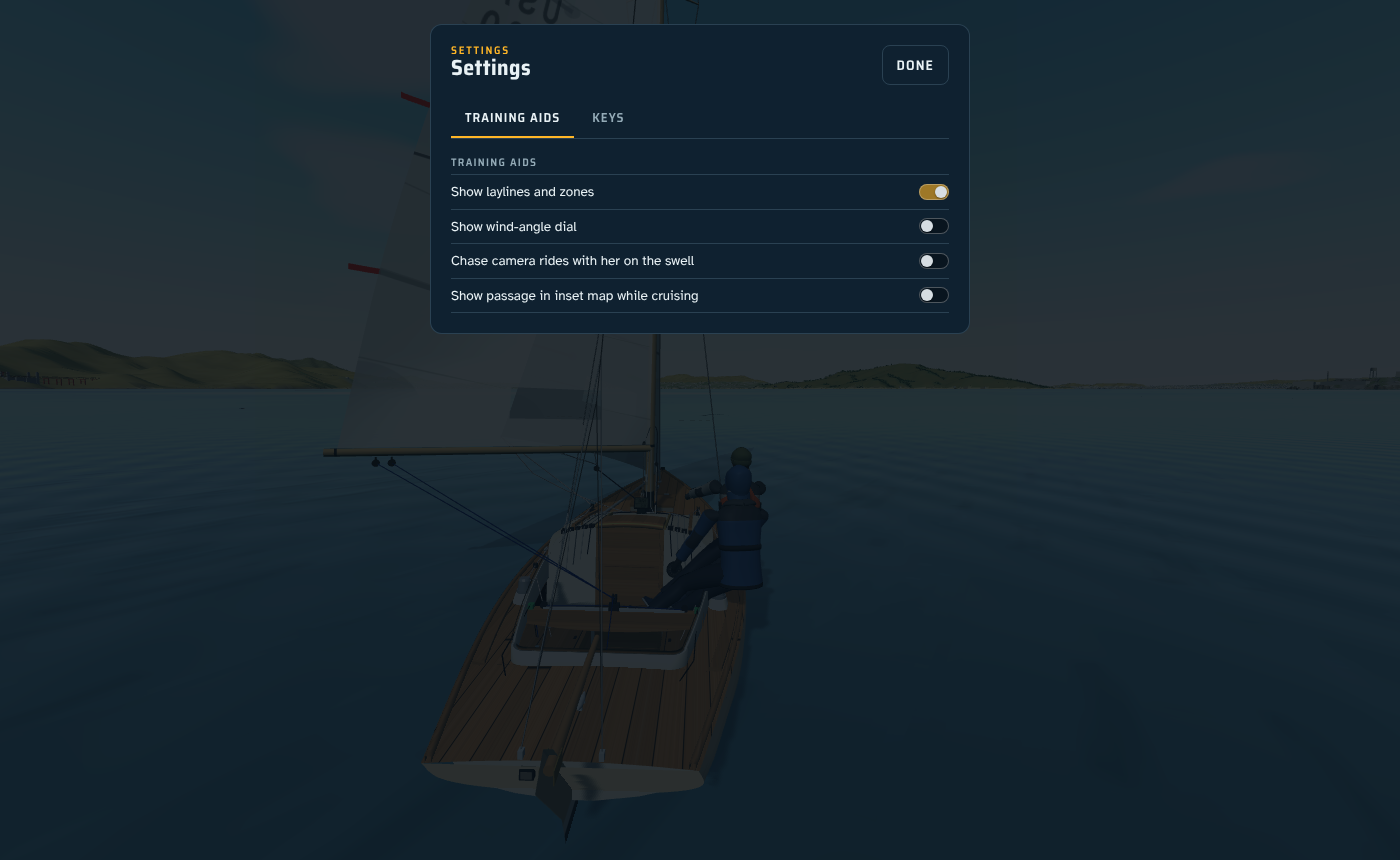 SETTINGS
Settings
DONE
TRAINING AIDS
KEYS
TRAINING AIDS
Show laylines and zones
Show wind-angle dial
Chase camera rides with her on the swell
Show passage in inset map while cruising